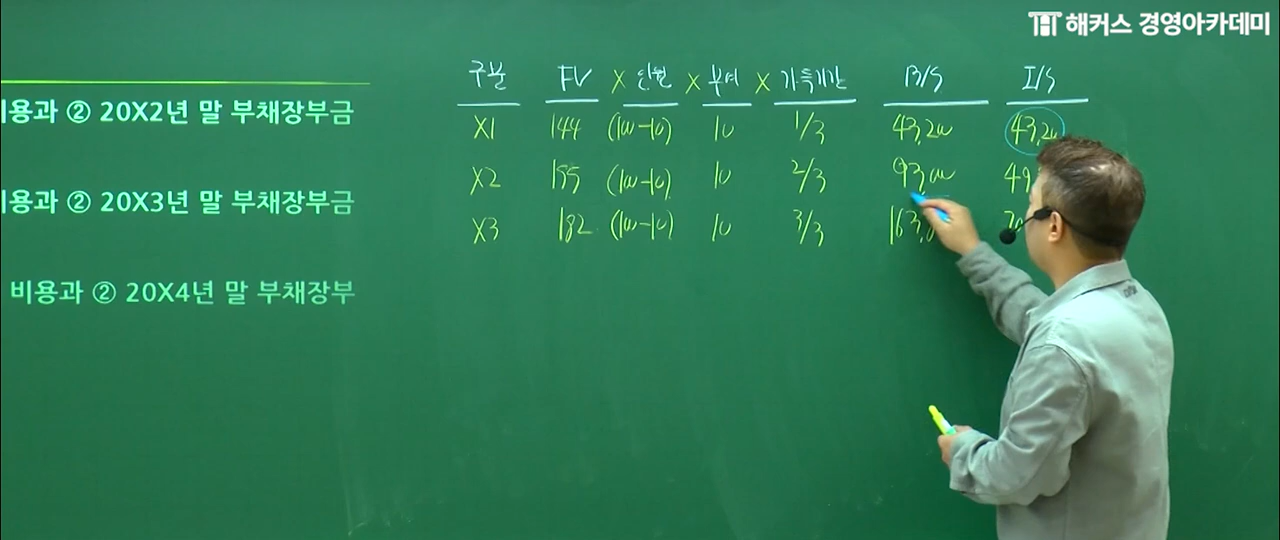 해커스 경영아카데미
구분 FV × 인원 × 부여 × 가득기간 B/S I/S
비용과 ② 20X2년 말 부채장부금
X1 144 (100-10) 10 1/3 43,200 43,200
X2 155 (100-10) 10 2/3 93,000 49
비용과 ② 20X3년 말 부채장부금
X3 182 (100-10) 10 3/3 163,
비용과 ② 20X4년 말 부채장부